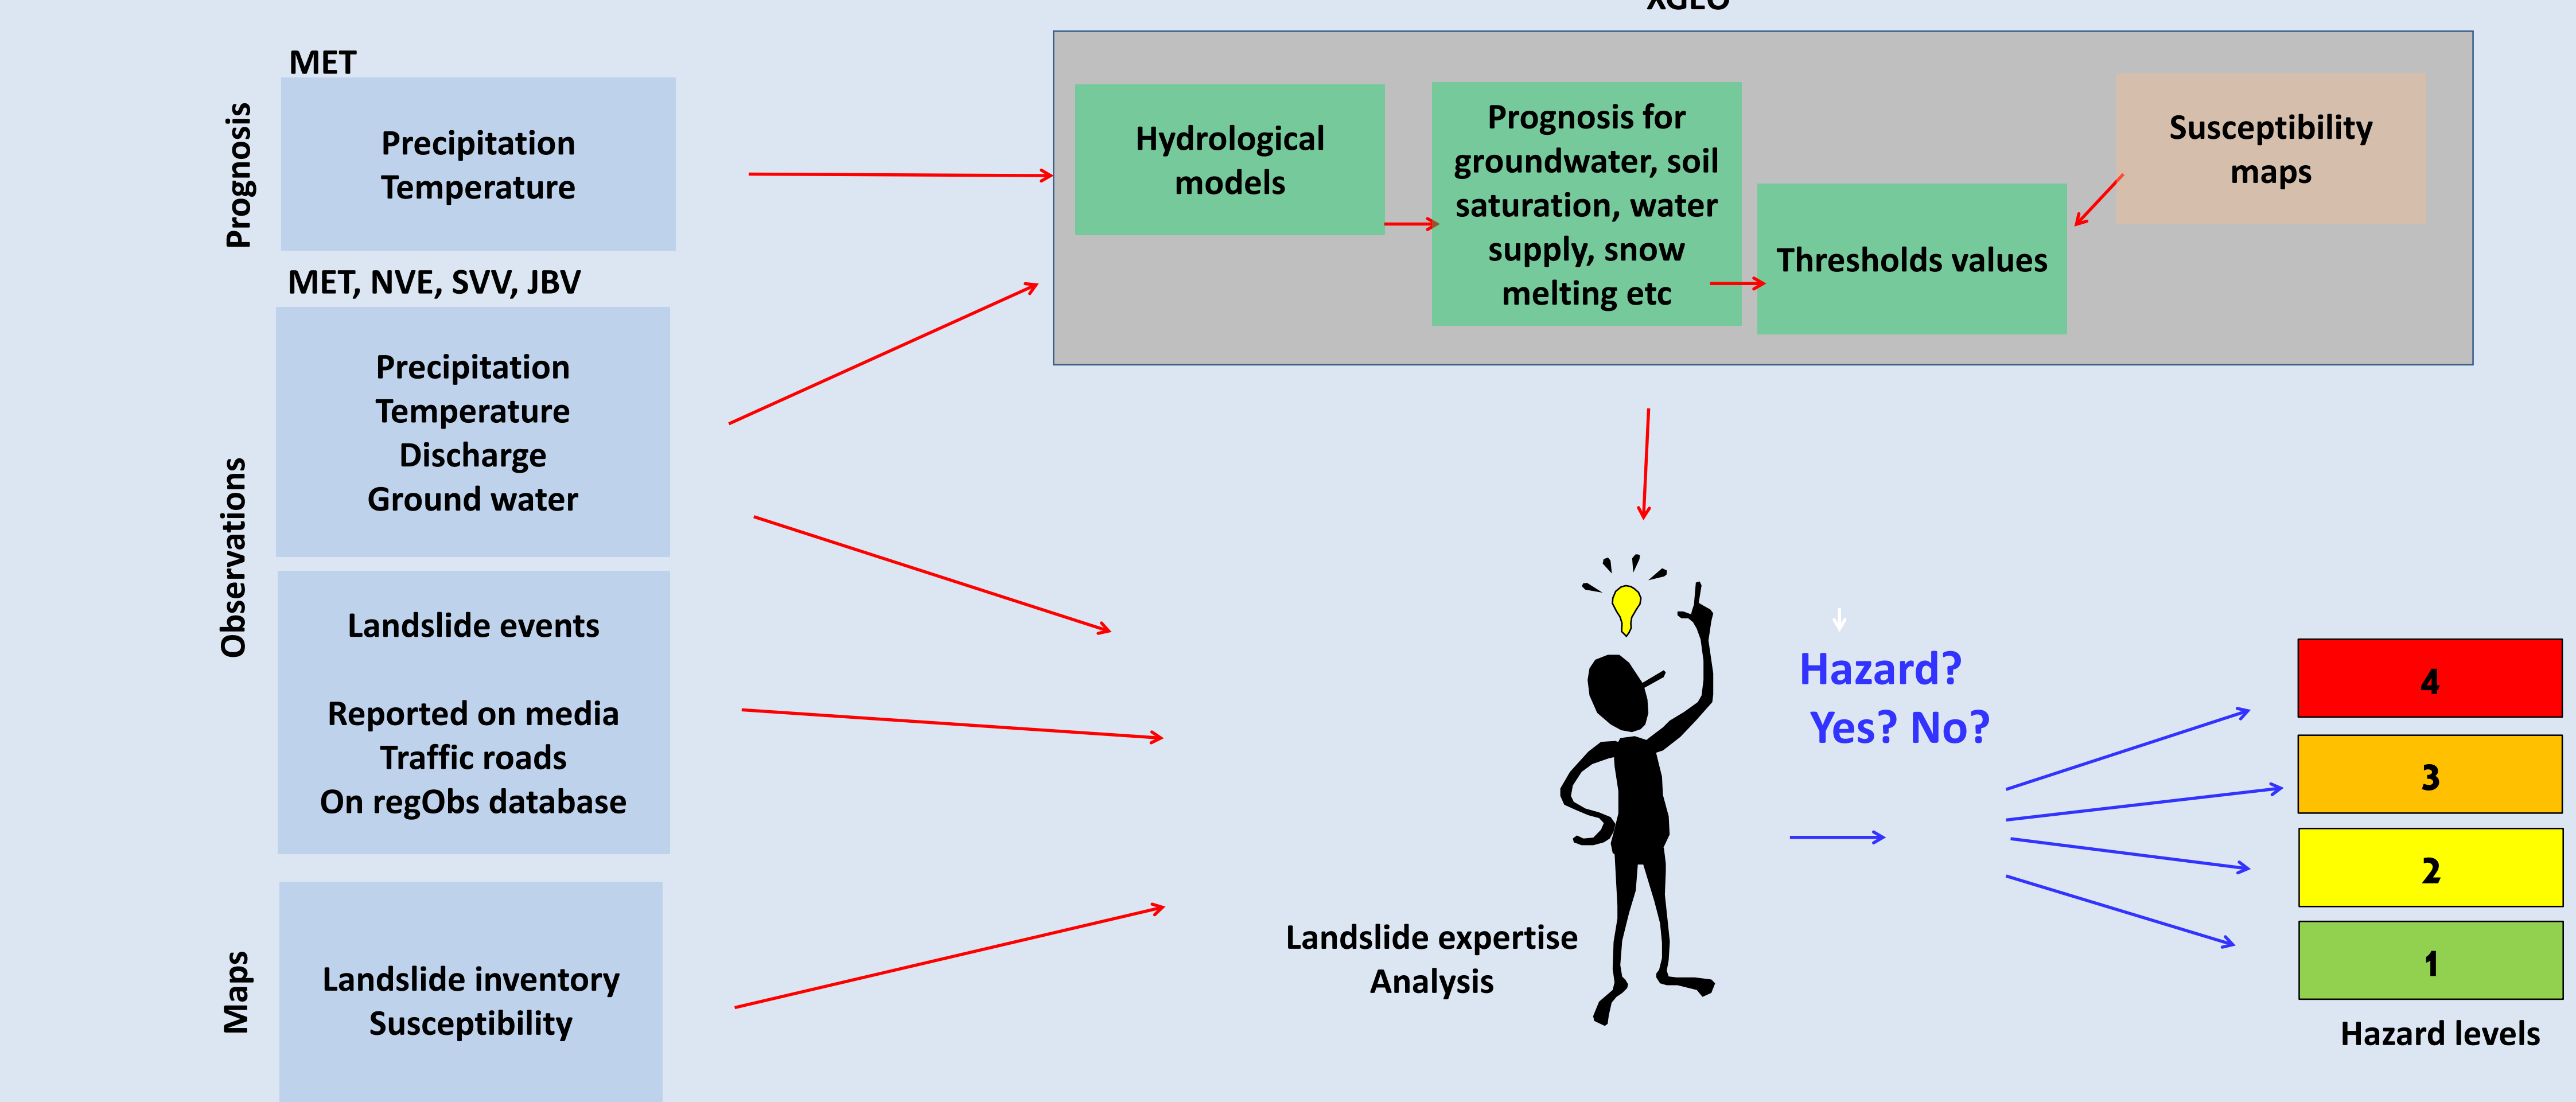 XGEO
MET
Prognosis
Precipitation
Temperature
MET, NVE, SVV, JBV
Observations
Precipitation
Temperature
Discharge
Ground water
Landslide events
Reported on media
Traffic roads
On regObs database
Maps
Landslide inventory
Susceptibility
Hydrological
models
Prognosis for
groundwater, soil
saturation, water
supply, snow
melting etc
Thresholds values
Susceptibility
maps
Landslide expertise
Analysis
Hazard?
Yes? No?
4
3
2
1
Hazard levels